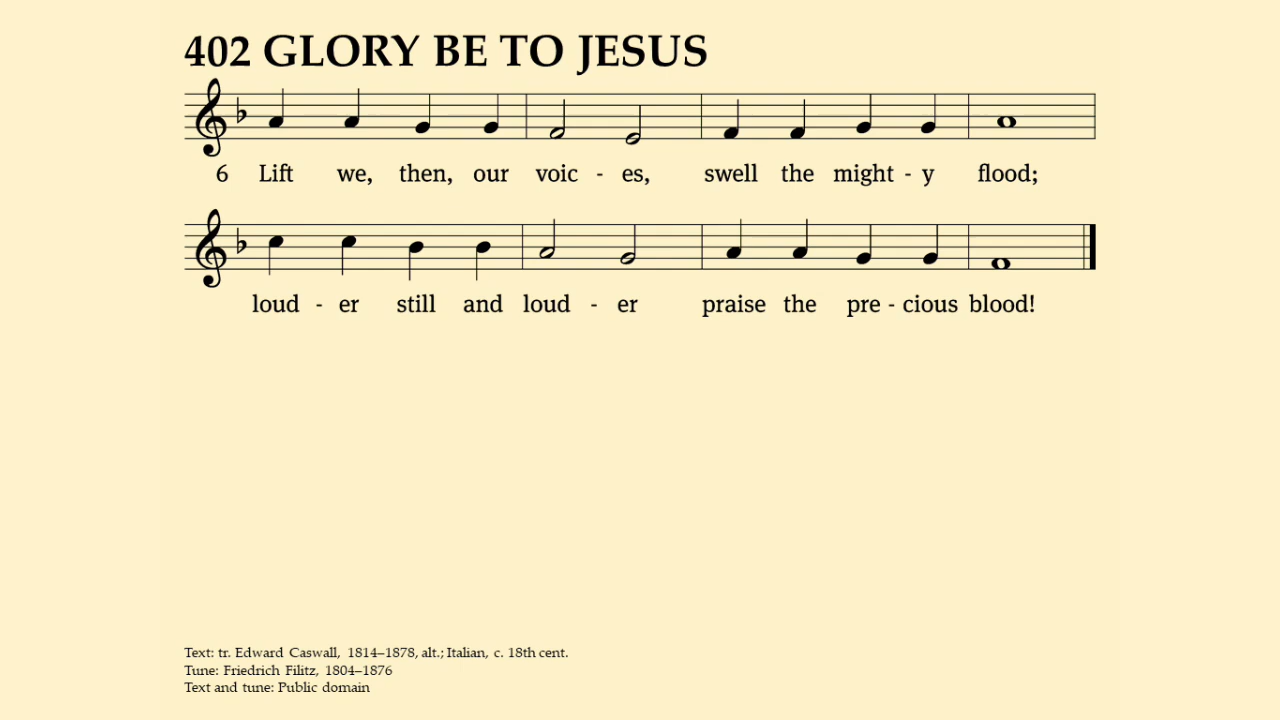 402 GLORY BE TO JESUS
6 Lift we, then, our voic - es, swell the might - y flood;
loud - er still and loud - er praise the pre - cious blood!
Text: tr. Edward Caswall, 1814–1878, alt.; Italian, c. 18th cent.
Tune: Friedrich Filitz, 1804–1876
Text and tune: Public domain